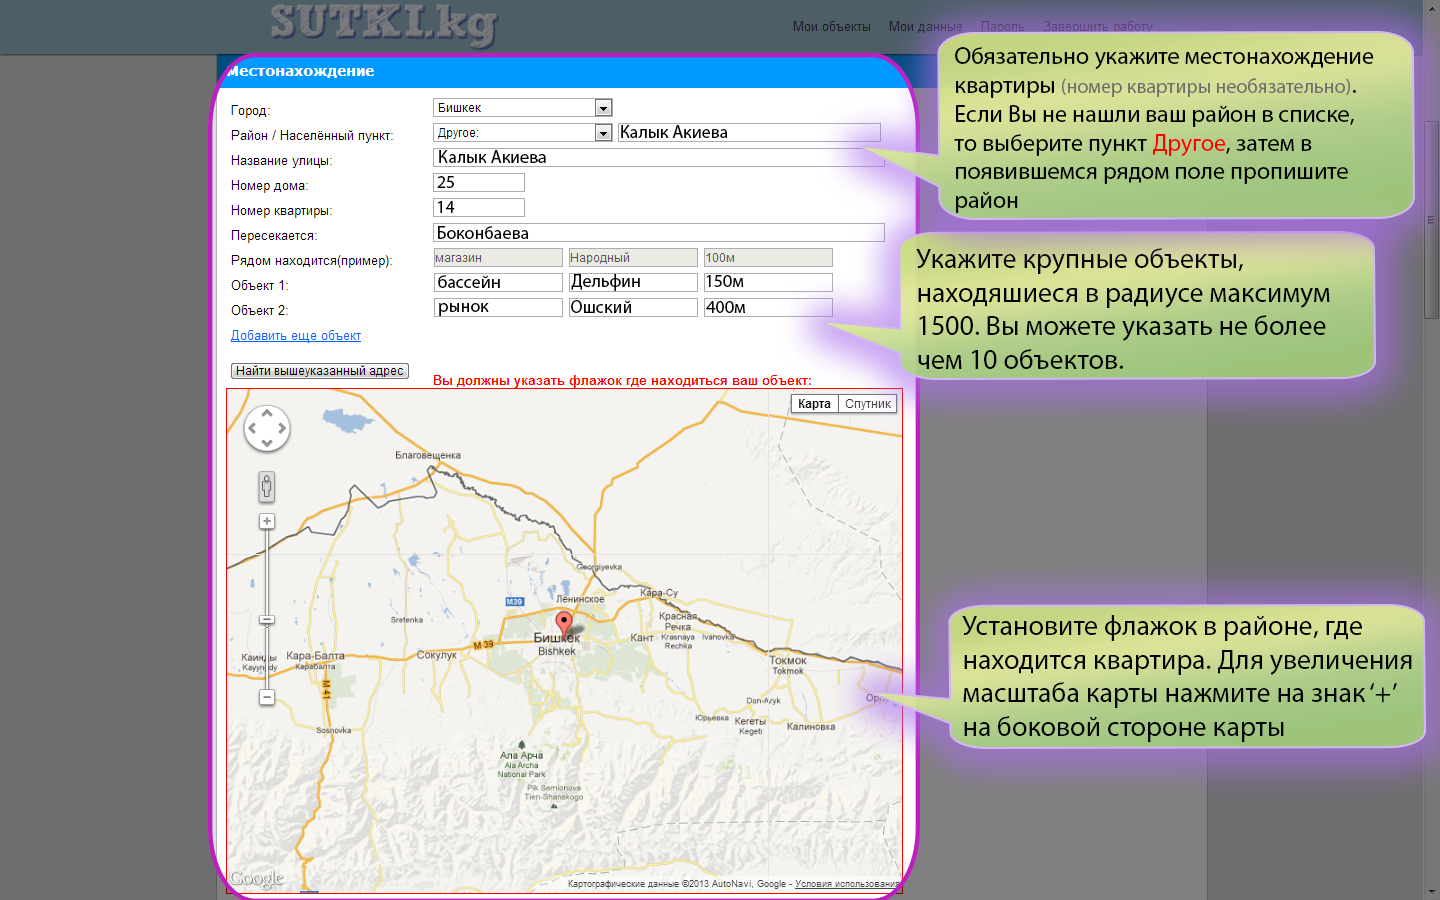 SUTKI.kg
Мои объекты Мои данные Пароль Завершить работу
Местонахождение
Город: Бишкек
Район / Населённый пункт: Другое: Калык Акиева
Название улицы: Калык Акиева
Номер дома: 25
Номер квартиры: 14
Пересекается: Боконбаева
Рядом находится(пример): магазин Народный 100м
Объект 1: бассейн Дельфин 150м
Объект 2: рынок Ошский 400м
Добавить еще объект
Найти вышеуказанный адрес
Вы должны указать флажок где находиться ваш объект:
Обязательно укажите местонахождение
квартиры (номер квартиры необязательно).
Если Вы не нашли ваш район в списке,
то выберите пункт Другое, затем в
появившемся рядом поле пропишите
район
Укажите крупные объекты,
находяшиеся в радиусе максимум
1500. Вы можете указать не более
чем 10 объектов.
Карта Спутник
Благовещенка
Georgiyevka
Кара-Су
M39
Ленинское
Красная
Речка
Krasnaya
Rechka
Ivanovka
Sretenka
Бишкек
Bishkek
Кант
M 39
Каинды
Kayyndy
Кара-Балта
Карабалта
Сокулук
Токмок
Tokmok
M 41
Don-Aryk
Юрьевка
Кегеты
Kegeti
Калиновка
Sosnovka
Ала Арча
Ala Archa
National Park
Pik Semionova
Tien-Shanskogo
Установите флажок в районе, где
находится квартира. Для увеличения
масштаба карты нажмите на знак ‘+’
на боковой стороне карты
Google
Картографические данные ©2013 AutoNavi, Google - Условия использования